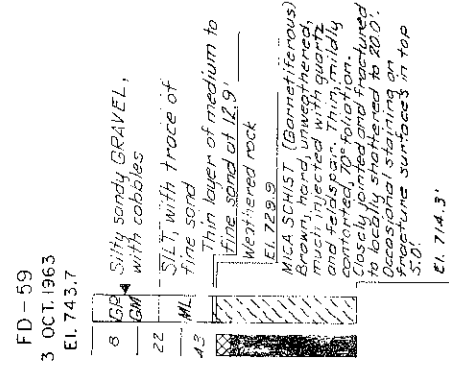 FD-59
3 OCT. 1963
El. 743.7
8
22
43
GP
GM
ML
Silty sandy GRAVEL,
with cobbles
SILT, with trace of
fine sand
Thin layer of medium to
fine sand at 12.9'
Weathered rock
El. 729.9
MICA SCHIST (Garnetiferous)
Brown, hard, unweathered,
much injected with quartz
and feldspar. Thin, mildly
contorted, 70° foliation.
Closely jointed and fractured
to locally shattered to 20.0'.
Occasional staining on
fracture surfaces in top
5.0'
El. 714.3'